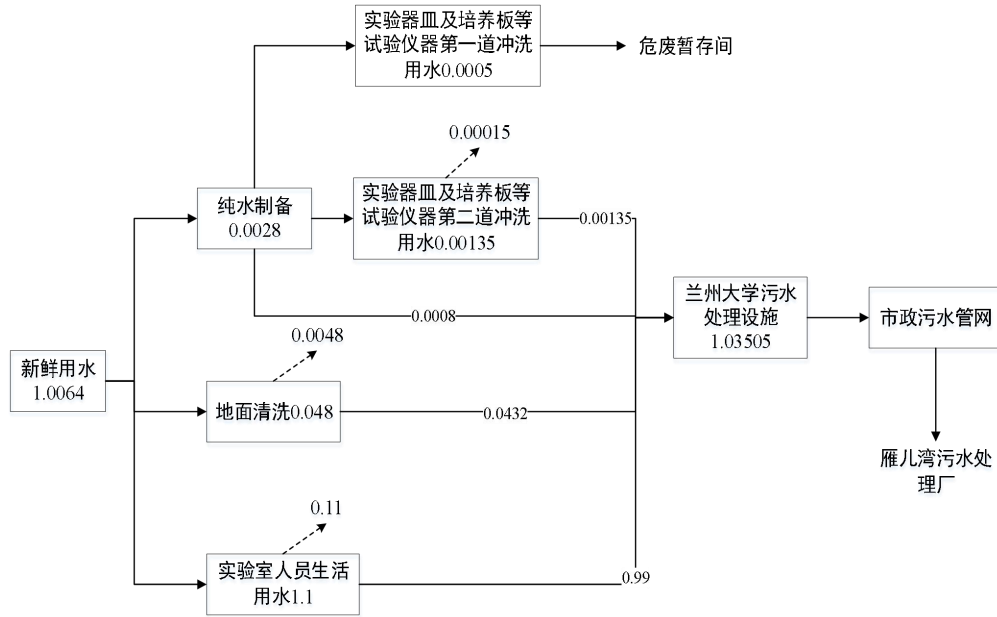 实验器皿及培养板等
试验仪器第一道冲洗
用水0.0005
危废暂存间
0.00015
纯水制备
0.0028
实验器皿及培养板等
试验仪器第二道冲洗
用水0.00135
0.00135
兰州大学污水
处理设施
1.03505
市政污水管网
0.0008
0.0048
新鲜用水
1.0064
地面清洗0.048
0.0432
雁儿湾污水处
理厂
0.11
实验室人员生活
用水1.1
0.99